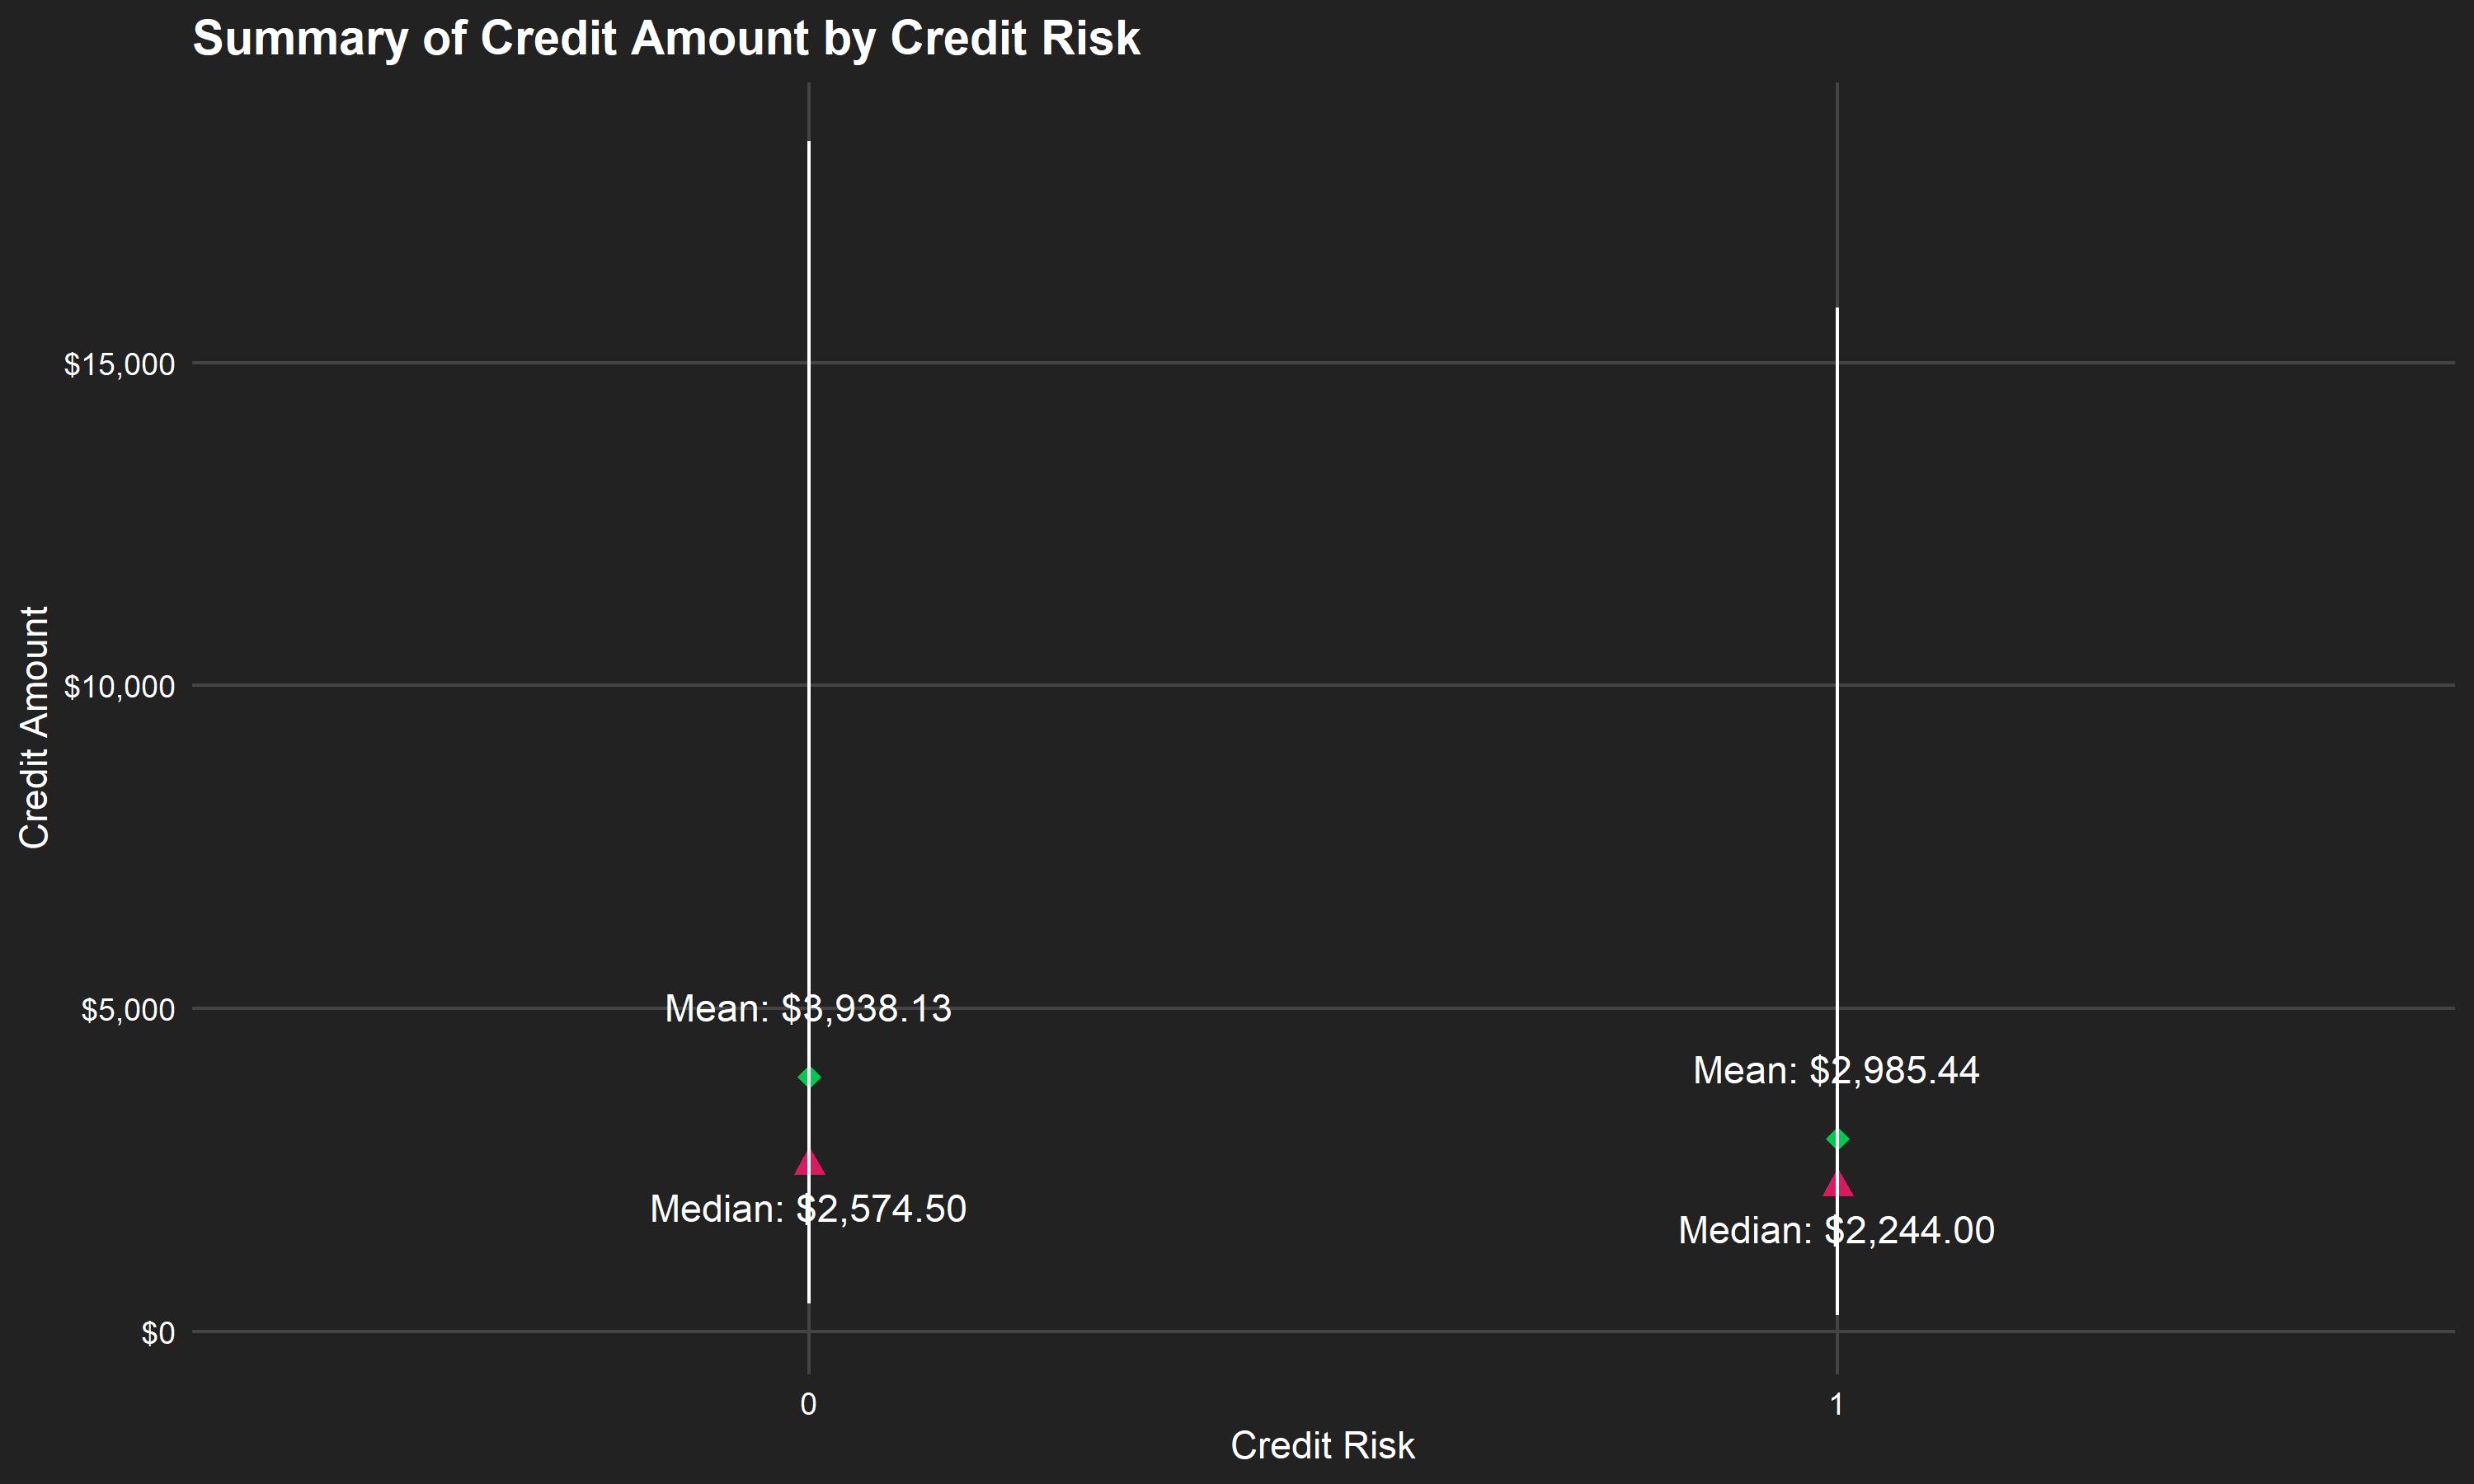 Summary of Credit Amount by Credit Risk
Credit Amount
$15,000
$10,000
$5,000
$0
Mean: $3,938.13
Median: $2,574.50
Mean: $2,985.44
Median: $2,244.00
0
1
Credit Risk